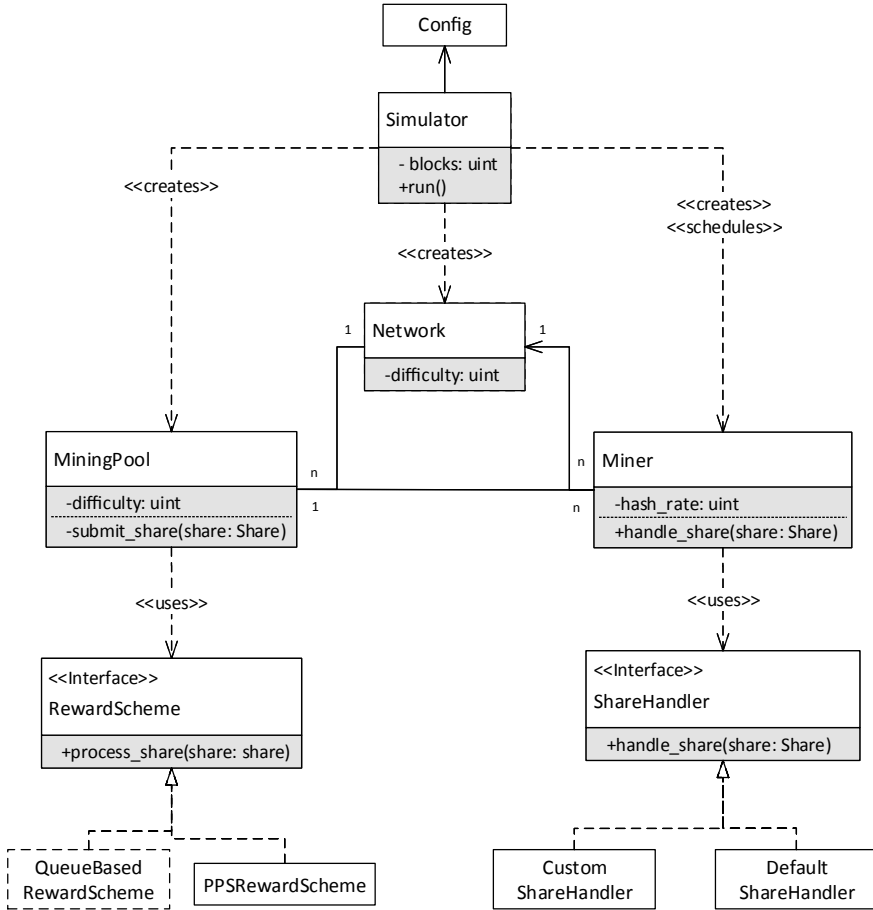 Config
Simulator
- blocks: uint
+run()
<<creates>>
<<creates>>
<<schedules>>
<<creates>>
1
Network
1
-difficulty: uint
MiningPool
-difficulty: uint
-submit_share(share: Share)
n
1
n
n
Miner
-hash_rate: uint
+handle_share(share: Share)
<<uses>>
<<uses>>
<<Interface>>
RewardScheme
+process_share(share: share)
<<Interface>>
ShareHandler
+handle_share(share: Share)
QueueBased
RewardScheme
PPSRewardScheme
Custom
ShareHandler
Default
ShareHandler